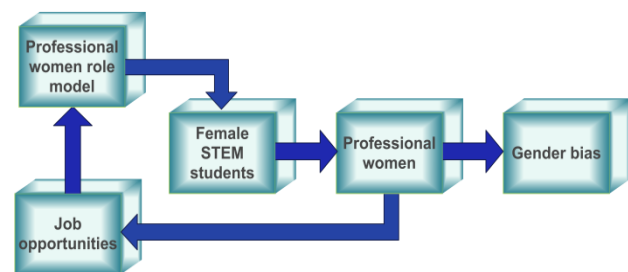 Professional
women role
model
Female
STEM
students
Professional
women
Gender bias
Job
opportunities